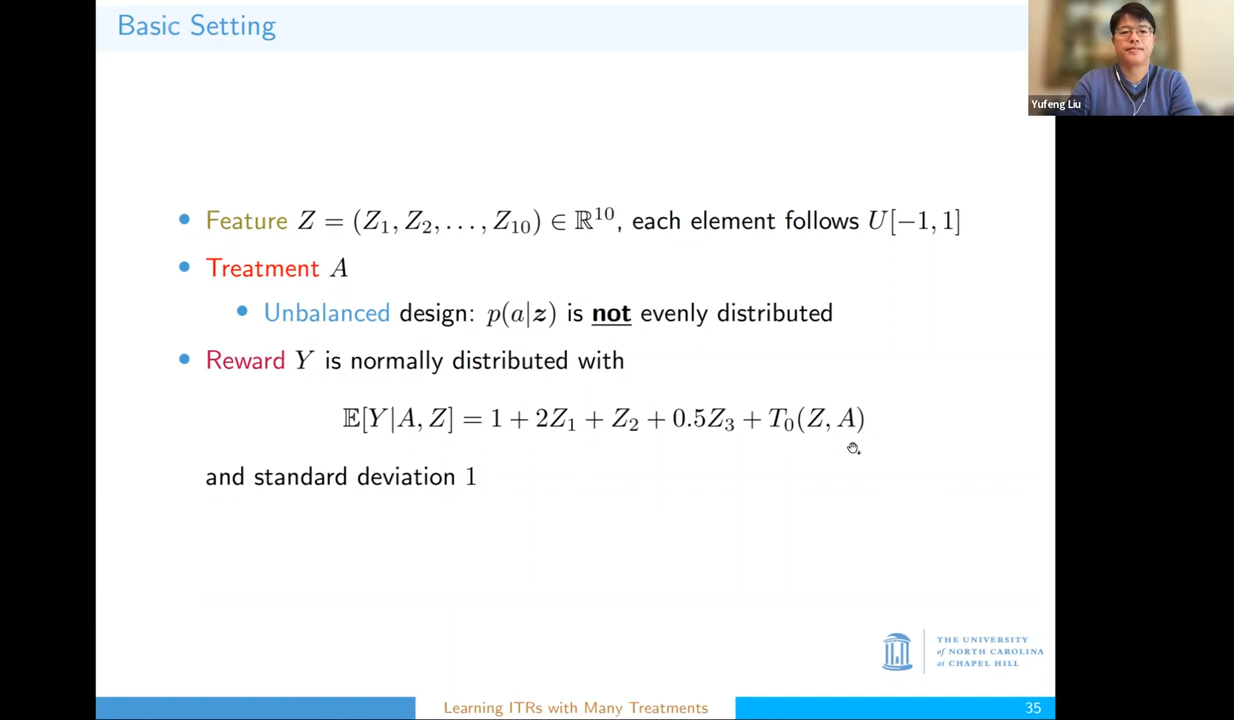 Basic Setting
Yufeng Liu
• Feature Z = (Z₁, Z₂, . . . , Z₁₀) ∈ ℝ¹⁰, each element follows U[−1, 1]
• Treatment A
• Unbalanced design: p(a|z) is not evenly distributed
• Reward Y is normally distributed with
𝔼[Y|A, Z] = 1 + 2Z₁ + Z₂ + 0.5Z₃ + T₀(Z, A)
and standard deviation 1
THE UNIVERSITY
of NORTH CAROLINA
at CHAPEL HILL
Learning ITRs with Many Treatments
35